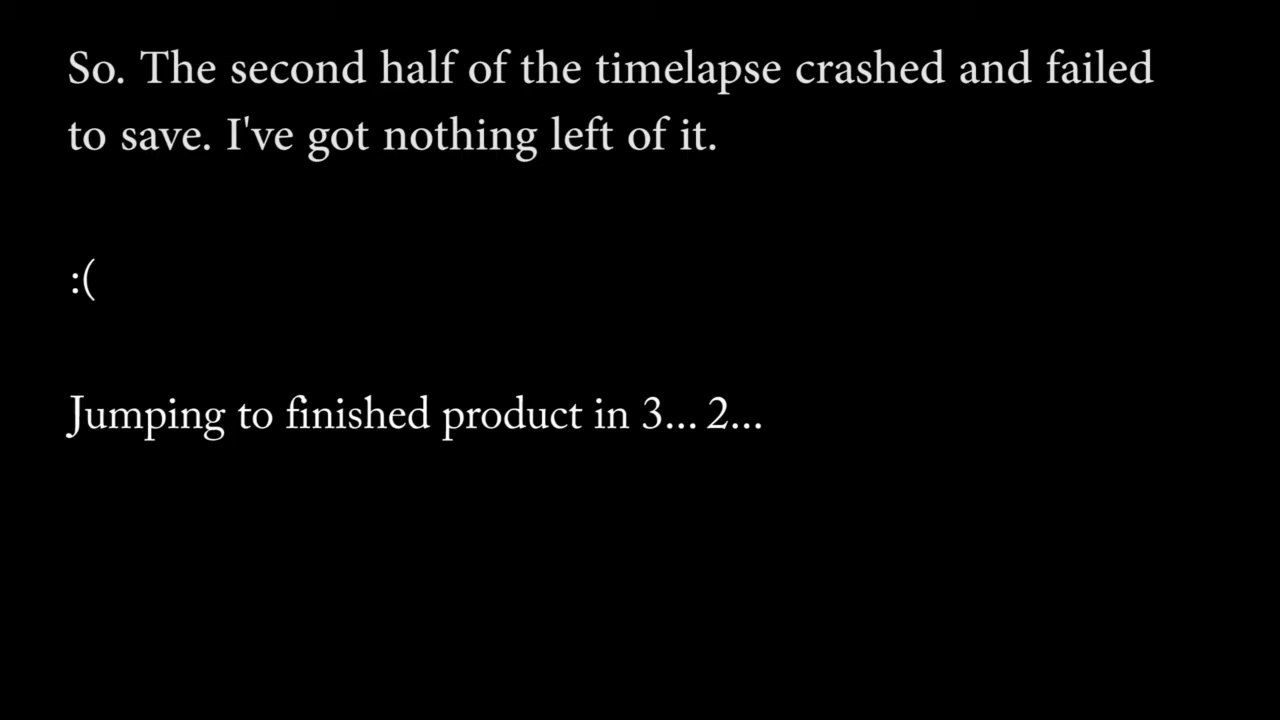 So. The second half of the timelapse crashed and failed
to save. I've got nothing left of it.
:(
Jumping to finished product in 3... 2...